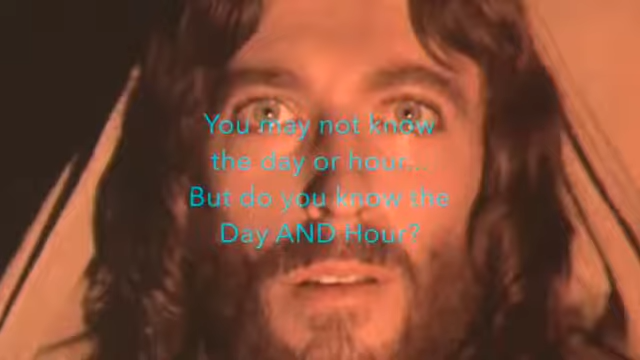 You may not know
the day or hour...
But do you know the
Day AND Hour?